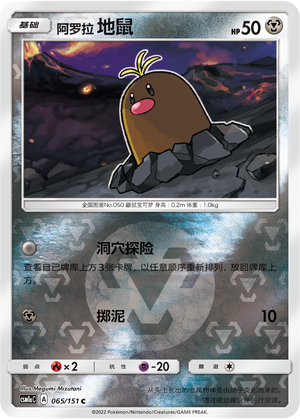 基础
阿罗拉 地鼠
HP50
全国图鉴No.050 鼹鼠宝可梦 身高:0.2m 体重:1.0kg
洞穴探险
查看自己牌库上方3张卡牌,以任意顺序重新排列,放回牌库上方。
掷泥 10
弱点 ×2 抗性 -20 撤退
Illus. Megumi Mizutani
CSM1aC A 065/151 C
©2022 Pokémon/Nintendo/Creatures/GAME FREAK.